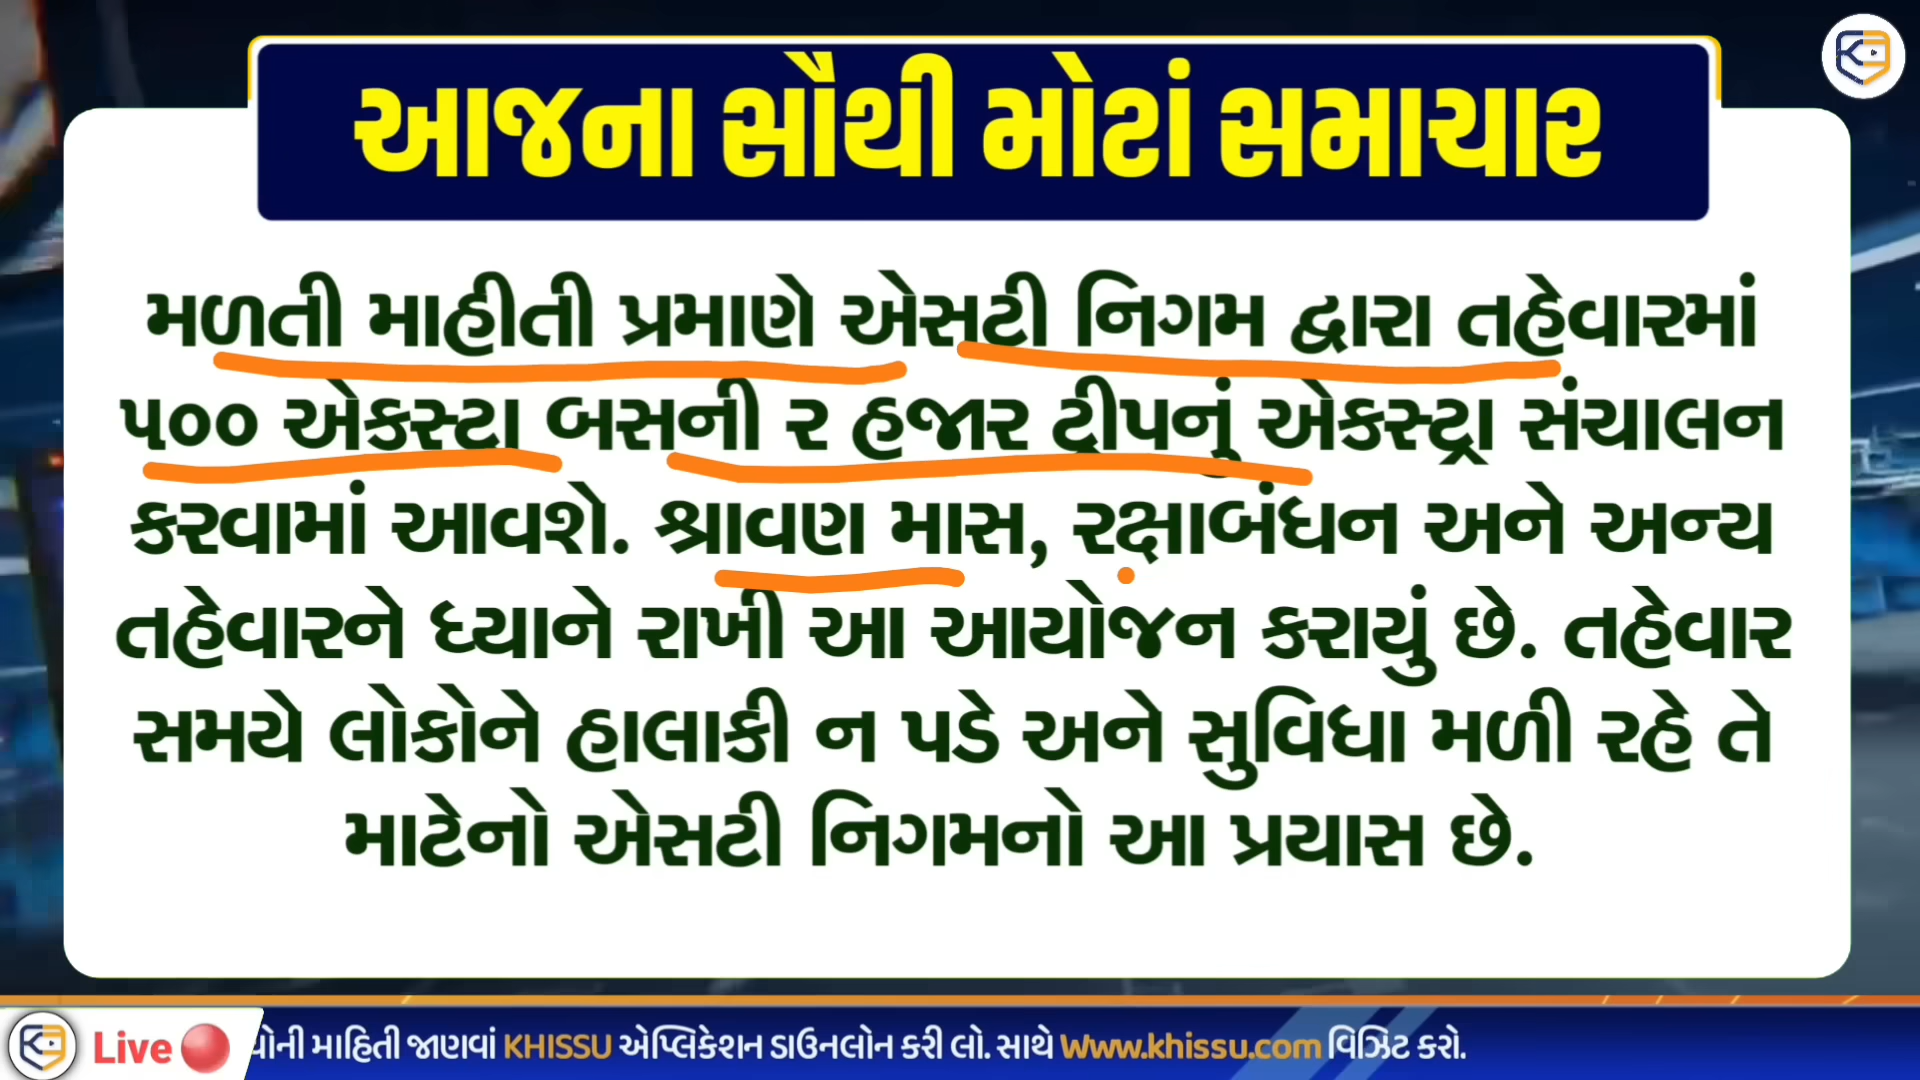 આજના સૌથી મોટાં સમાચાર
મળતી માહીતી પ્રમાણે એસટી નિગમ દ્વારા તહેવારમાં
૫૦૦ એકસ્ટ્રા બસની ૨ હજાર ટ્રીપનું એકસ્ટ્રા સંચાલન
કરવામાં આવશે. શ્રાવણ માસ, રક્ષાબંધન અને અન્ય
તહેવારને ધ્યાને રાખી આ આયોજન કરાયું છે. તહેવાર
સમયે લોકોને હાલાકી ન પડે અને સુવિધા મળી રહે તે
માટેનો એસટી નિગમનો આ પ્રયાસ છે.
Live
માહિતી જાણવાં KHISSU એપ્લિકેશન ડાઉનલોન કરી લો. સાથે Www.khissu.com વિઝિટ કરો.